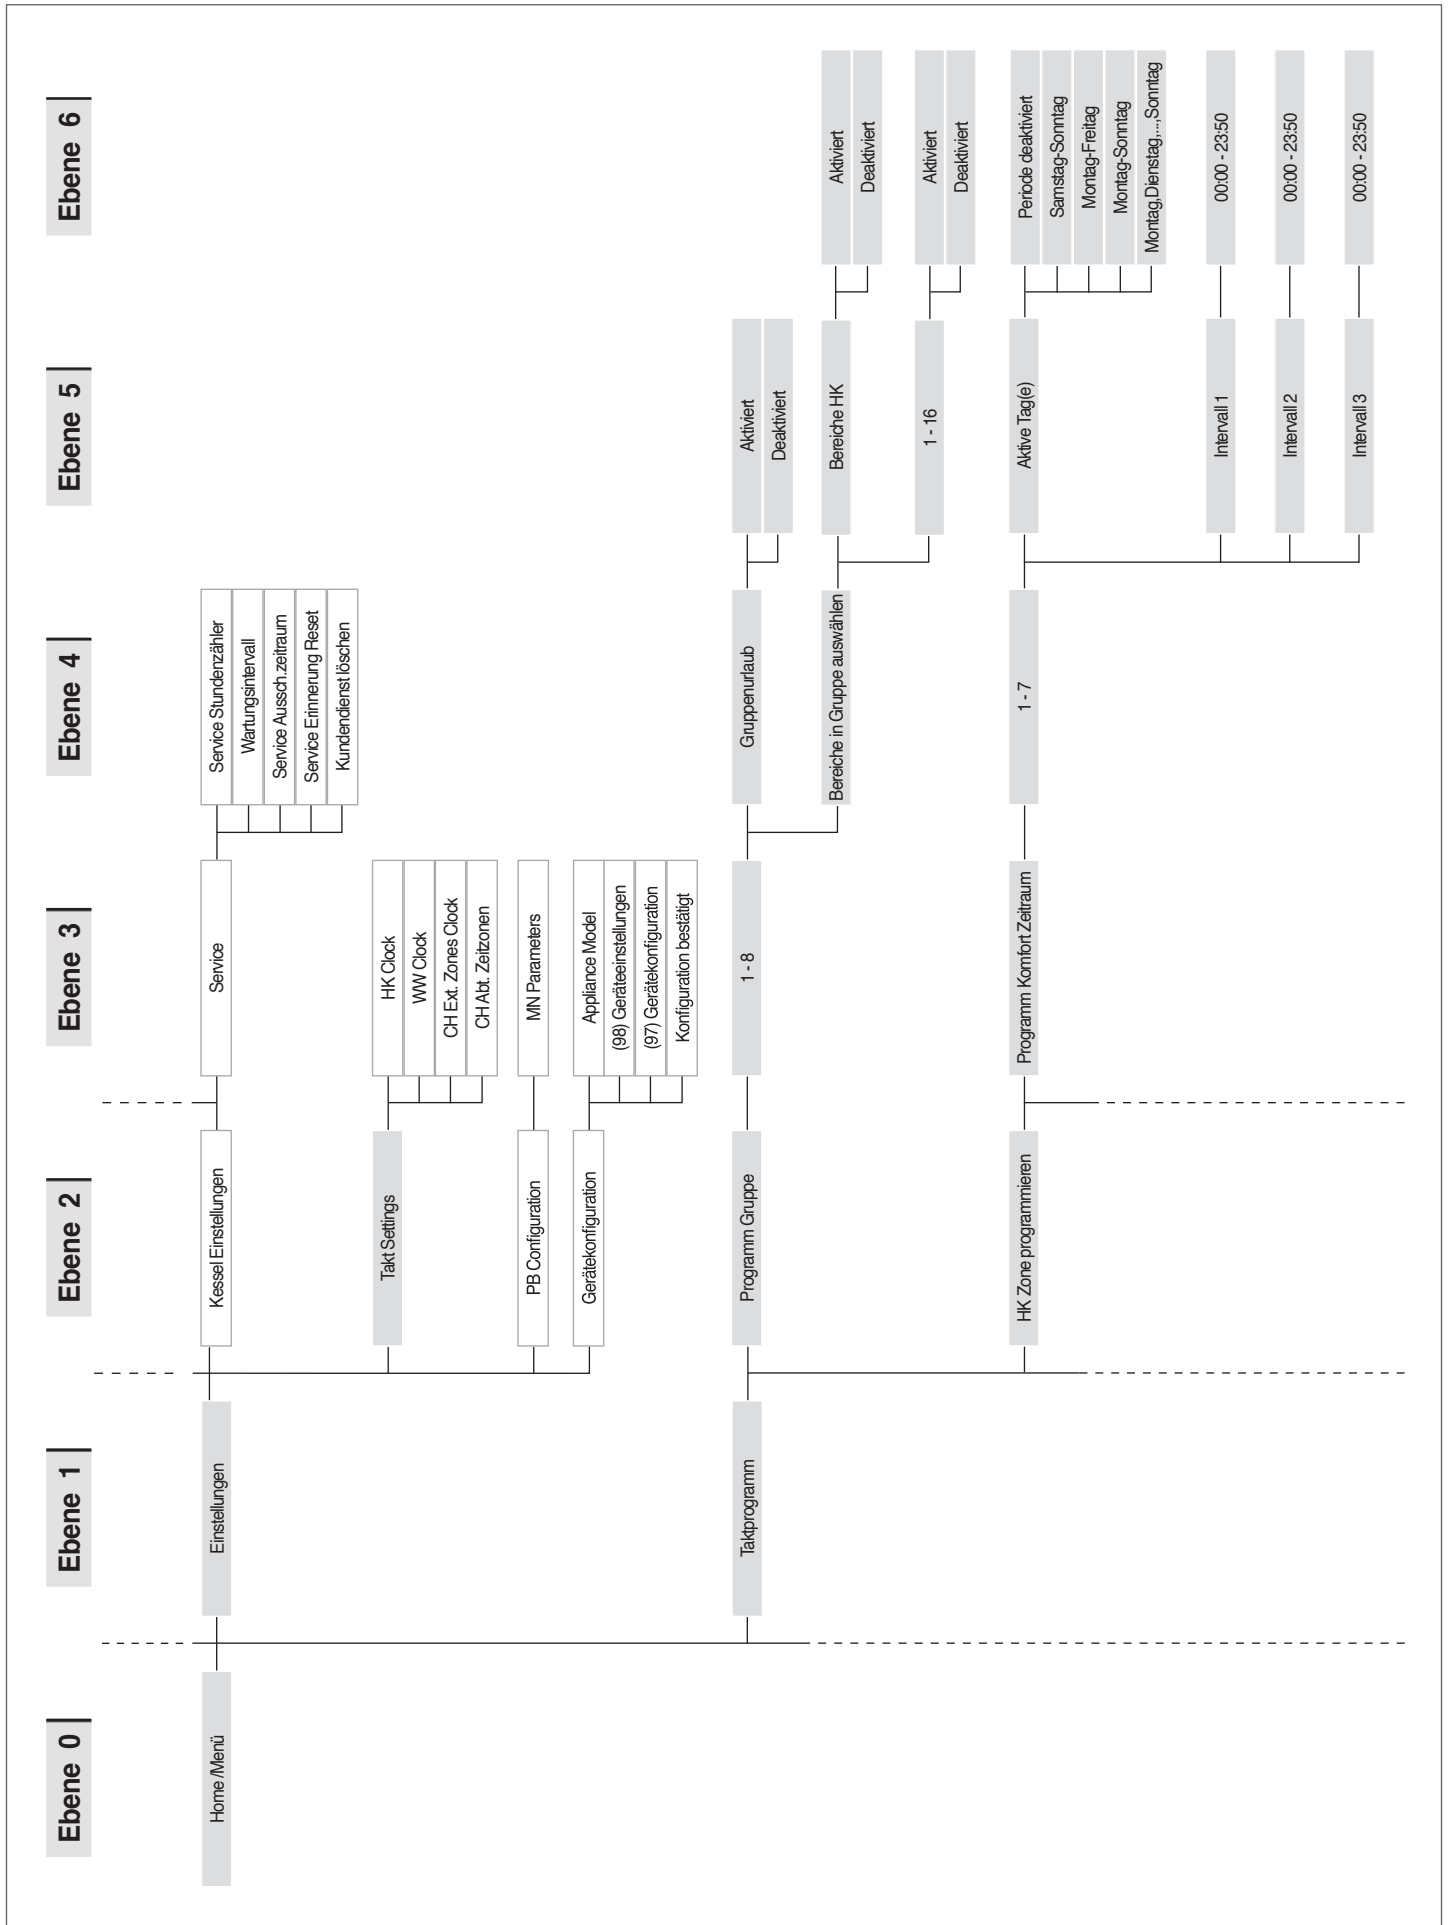 Ebene 0
Ebene 1
Ebene 2
Ebene 3
Ebene 4
Ebene 5
Ebene 6
Home /Menü
Einstellungen
Kessel Einstellungen
Service
Service Stundenzähler
Wartungsintervall
Service Aussch.zeitraum
Service Erinnerung Reset
Kundendienst löschen
Takt Settings
HK Clock
WW Clock
CH Ext. Zones Clock
CH Abt. Zeitzonen
PB Configuration
MN Parameters
Gerätekonfiguration
Appliance Model
(98) Geräteeinstellungen
(97) Gerätekonfiguration
Konfiguration bestätigt
Taktprogramm
Programm Gruppe
1 - 8
Gruppenurlaub
Aktiviert
Deaktiviert
Bereiche in Gruppe auswählen
Bereiche HK
Aktiviert
Deaktiviert
1 - 16
Aktiviert
Deaktiviert
HK Zone programmieren
Programm Komfort Zeitraum
1 - 7
Aktive Tag(e)
Periode deaktiviert
Samstag-Sonntag
Montag-Freitag
Montag-Sonntag
Montag,Dienstag,...,Sonntag
Intervall 1
00:00 - 23:50
Intervall 2
00:00 - 23:50
Intervall 3
00:00 - 23:50